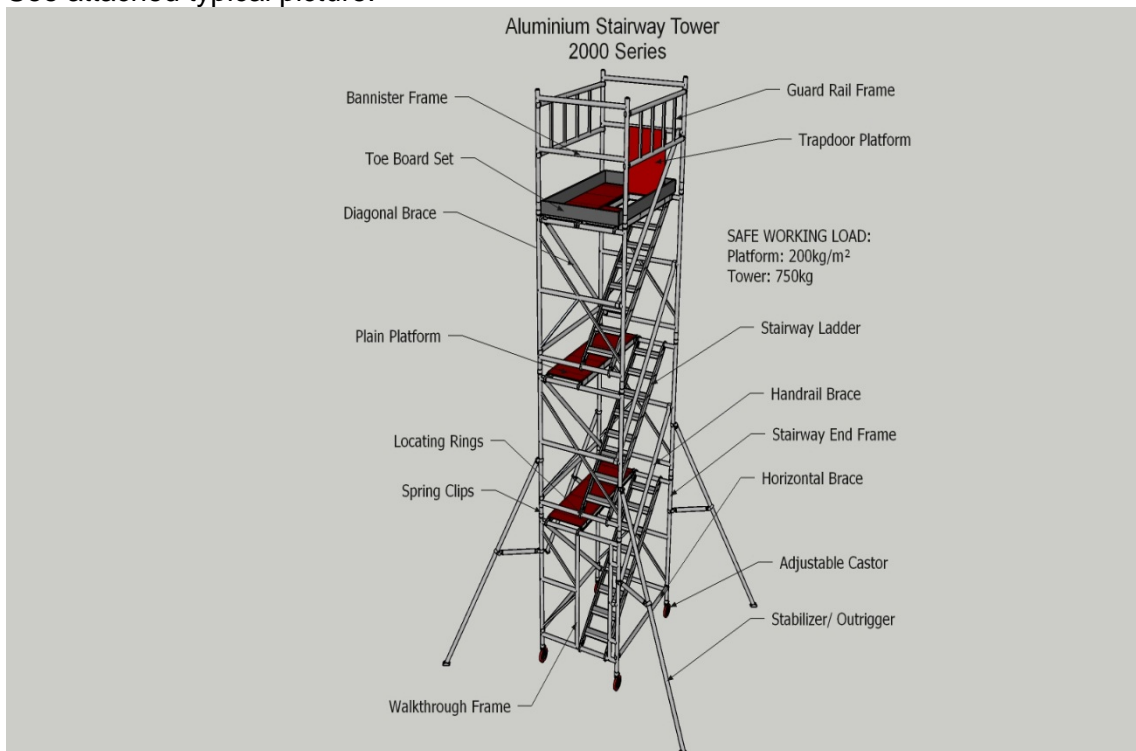 See attached typical picture.
Aluminium Stairway Tower
2000 Series
Bannister Frame
Guard Rail Frame
Toe Board Set
Trapdoor Platform
Diagonal Brace
SAFE WORKING LOAD:
Platform: 200kg/m²
Tower: 750kg
Plain Platform
Stairway Ladder
Handrail Brace
Locating Rings
Stairway End Frame
Spring Clips
Horizontal Brace
Adjustable Castor
Stabilizer/ Outrigger
Walkthrough Frame